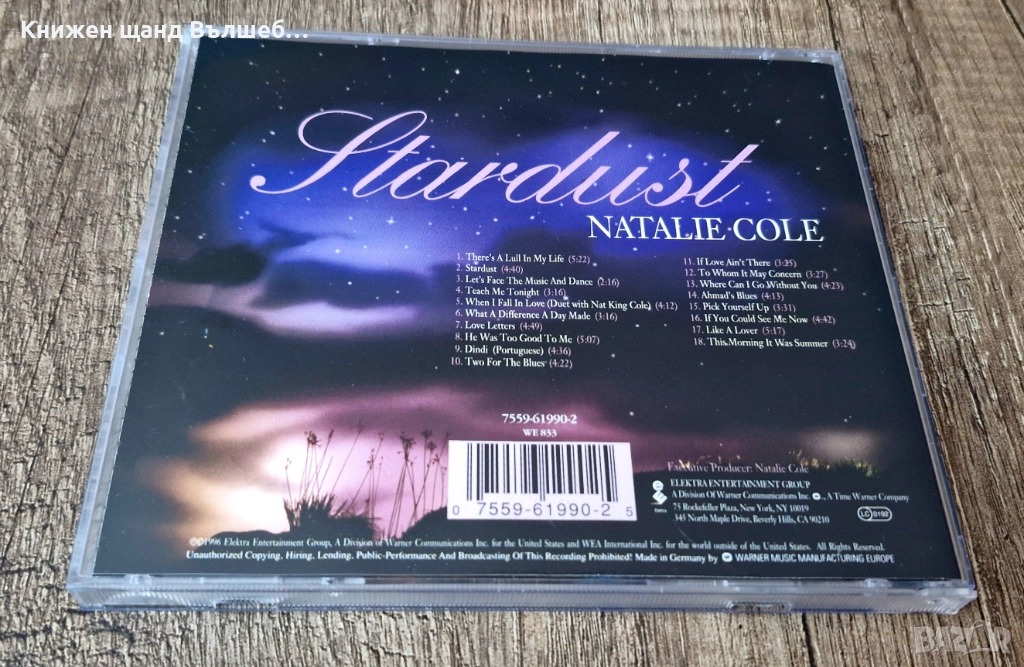 Книжен щанд Вълшеб...
Stardust
NATALIE COLE
1. There's A Lull In My Life (5:22)
2. Stardust (4:40)
3. Let's Face The Music And Dance (2:16)
4. Teach Me Tonight (3:16)
5. When I Fall In Love (Duet with Nat King Cole) (4:12)
6. What A Difference A Day Made (3:16)
7. Love Letters (4:49)
8. He Was Too Good To Me (5:07)
9. Dindi (Portuguese) (4:36)
10. Two For The Blues (4:22)
11. If Love Ain't There (3:25)
12. To Whom It May Concern (3:27)
13. Where Can I Go Without You (4:23)
14. Ahmad's Blues (4:13)
15. Pick Yourself Up (3:31)
16. If You Could See Me Now (4:42)
17. Like A Lover (5:17)
18. This Morning It Was Summer (3:24)
7559-61990-2
WE 833
0 7559-61990-2 5
Executive Producer: Natalie Cole
ELEKTRA ENTERTAINMENT GROUP
A Division Of Warner Communications Inc. , A Time Warner Company
75 Rockefeller Plaza, New York, NY 10019
345 North Maple Drive, Beverly Hills, CA 90210
LC 0192
©℗1996 Elektra Entertainment Group, A Division of Warner Communications Inc. for the United States and WEA International Inc. for the world outside of the United States. All Rights Reserved.
Unauthorized Copying, Hiring, Lending, Public-Performance And Broadcasting Of This Recording Prohibited! Made in Germany by WARNER MUSIC MANUFACTURING EUROPE
BAZAR